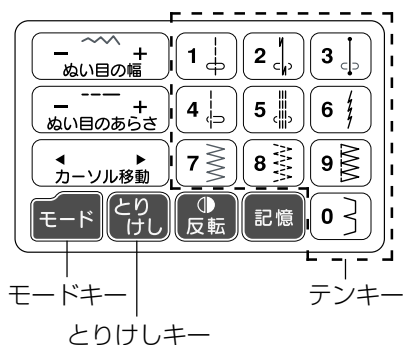 − + 1 2 3
ぬい目の幅
− + 4 5 6
ぬい目のあらさ
◀ ▶ 7 8 9
カーソル移動
モード とりけし 反転 記憶 0
モードキー テンキー
とりけしキー